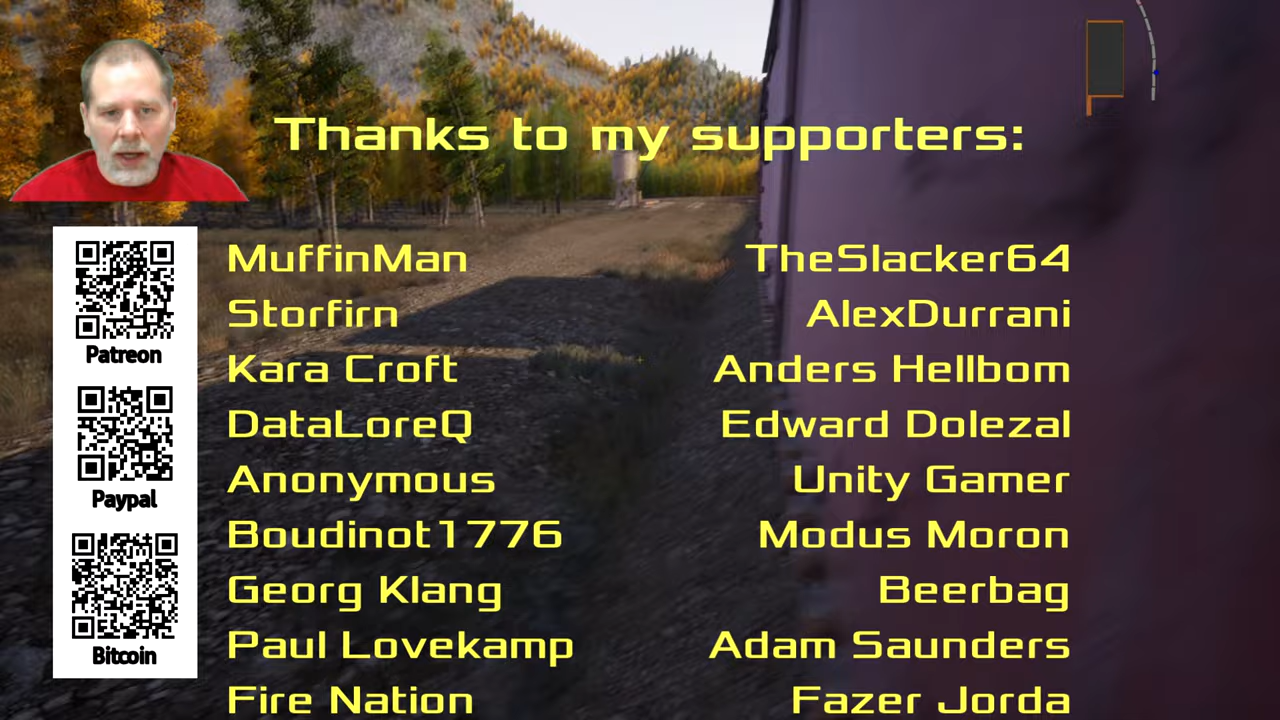 Thanks to my supporters:
MuffinMan TheSlacker64
Storfirn AlexDurrani
Kara Croft Anders Hellbom
DataLoreQ Edward Dolezal
Anonymous Unity Gamer
Boudinot1776 Modus Moron
Georg Klang Beerbag
Paul Lovekamp Adam Saunders
Fire Nation Fazer Jorda
Patreon
Paypal
Bitcoin